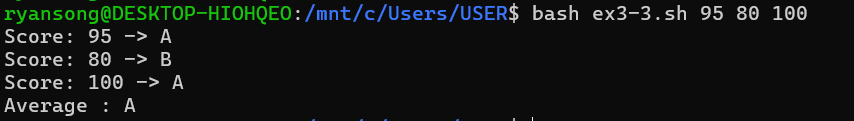 ryansong@DESKTOP-HIOHQEO:/mnt/c/Users/USER$ bash ex3-3.sh 95 80 100
Score: 95 -> A
Score: 80 -> B
Score: 100 -> A
Average : A